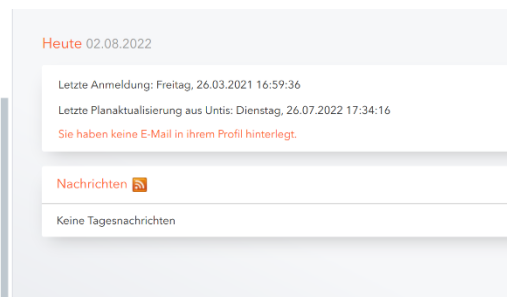 Heute 02.08.2022
Letzte Anmeldung: Freitag, 26.03.2021 16:59:36
Letzte Planaktualisierung aus Untis: Dienstag, 26.07.2022 17:34:16
Sie haben keine E-Mail in ihrem Profil hinterlegt.
Nachrichten
Keine Tagesnachrichten